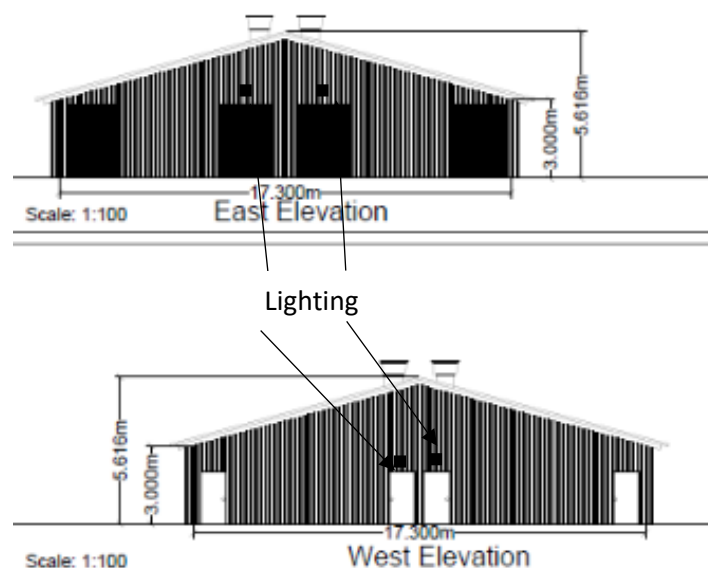 5.616m
3.000m
17.300m
Scale: 1:100
East Elevation
Lighting
5.616m
3.000m
17.300m
Scale: 1:100
West Elevation